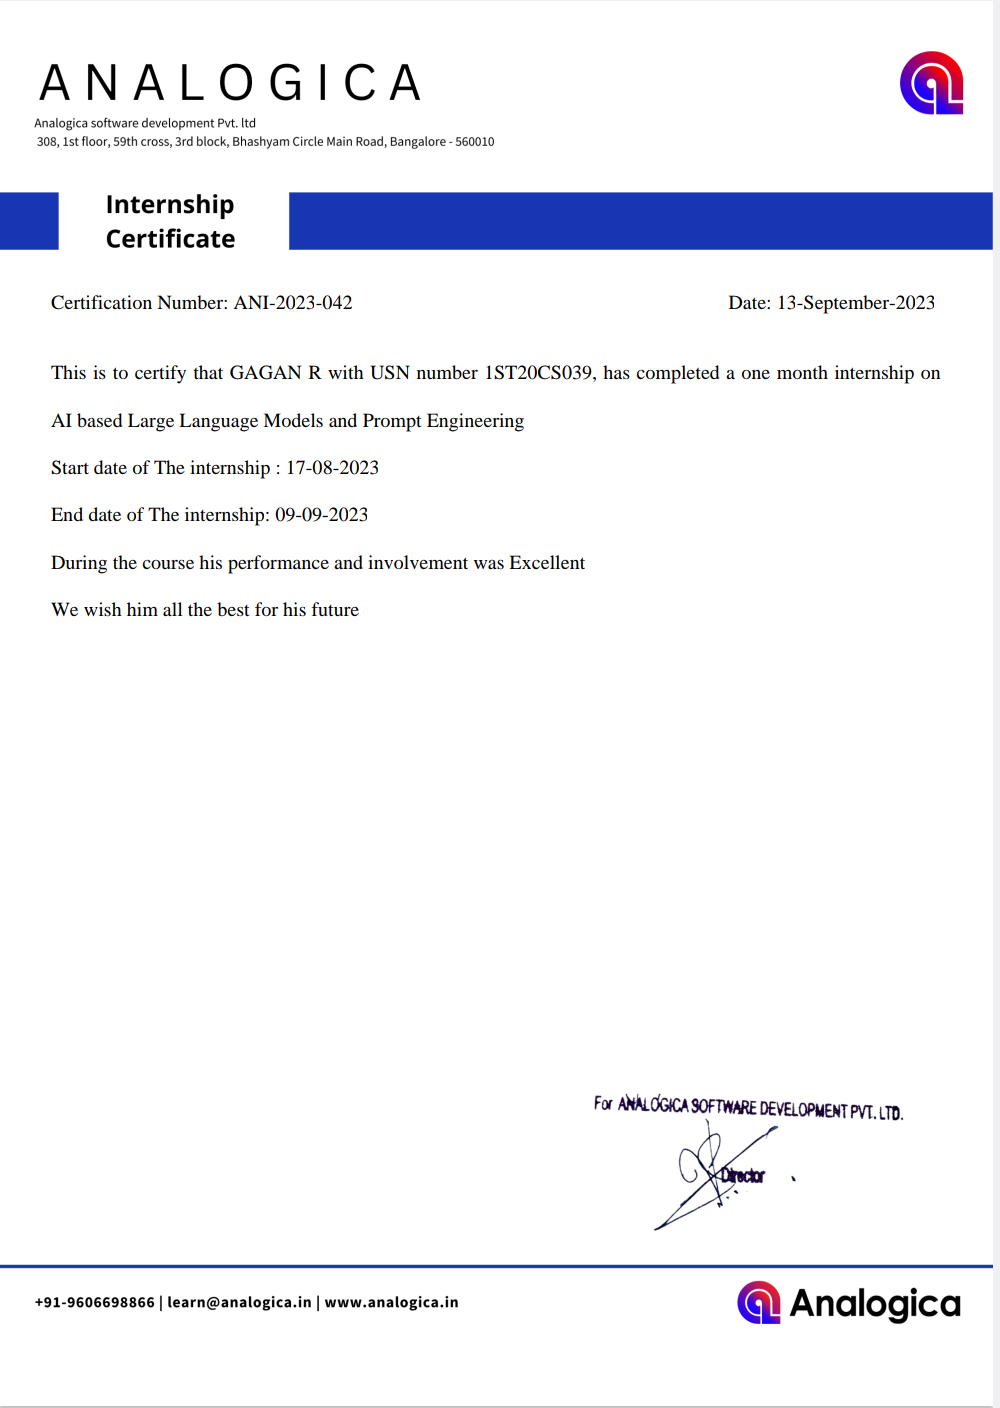 ANALOGICA
Analogica software development Pvt. ltd
308, 1st floor, 59th cross, 3rd block, Bhashyam Circle Main Road, Bangalore - 560010
Internship
Certificate
Certification Number: ANI-2023-042 Date: 13-September-2023
This is to certify that GAGAN R with USN number 1ST20CS039, has completed a one month internship on
AI based Large Language Models and Prompt Engineering
Start date of The internship : 17-08-2023
End date of The internship: 09-09-2023
During the course his performance and involvement was Excellent
We wish him all the best for his future
For ANALOGICA SOFTWARE DEVELOPMENT PVT. LTD.
Director
+91-9606698866 | learn@analogica.in | www.analogica.in
Analogica